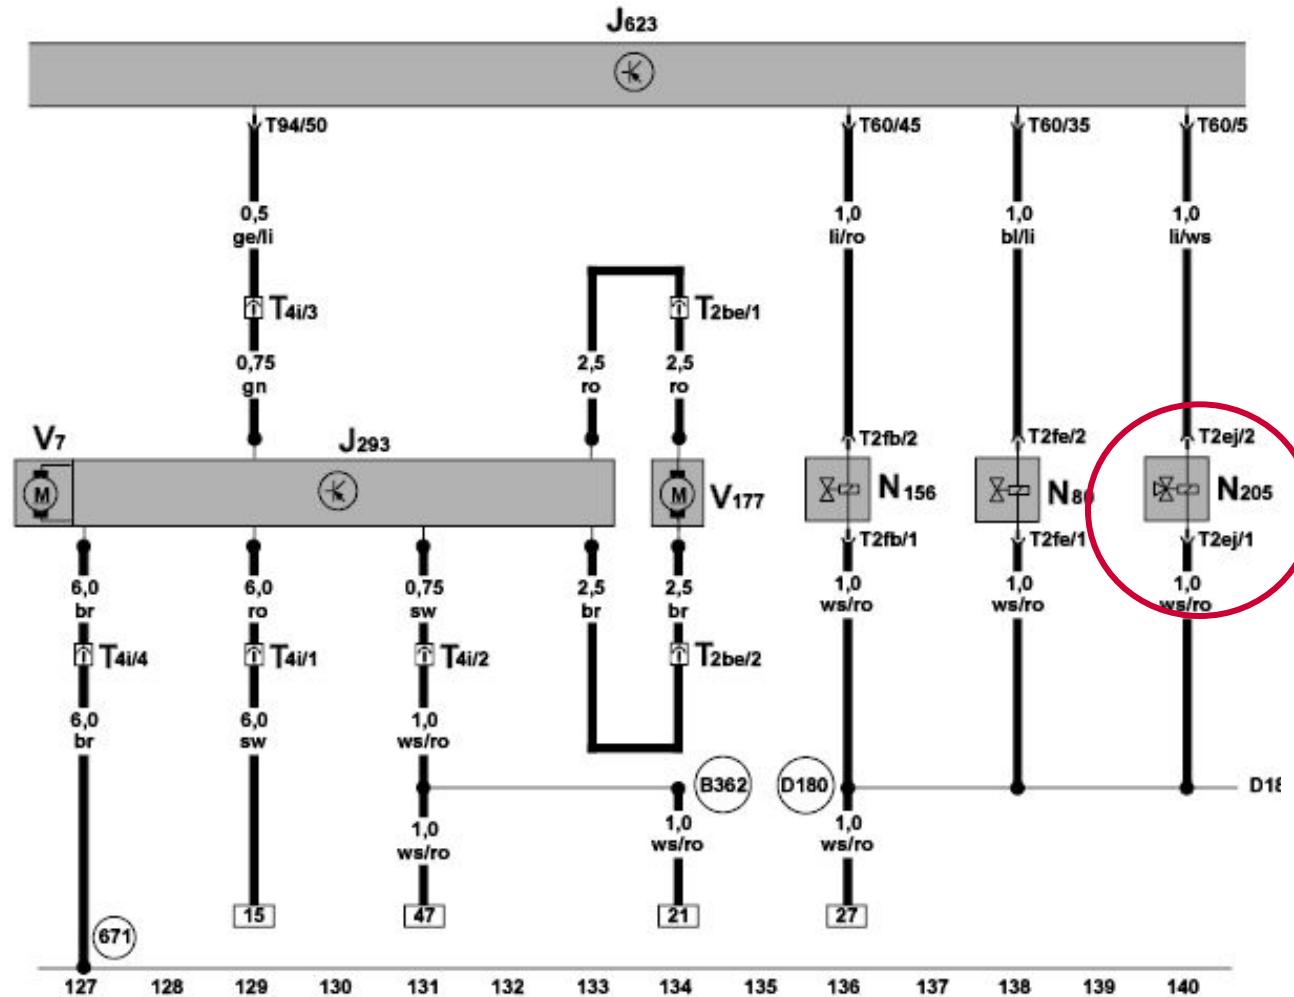 J623
T94/50 T60/45 T60/35 T60/5
0,5 1,0 1,0 1,0
ge/li li/ro bl/li li/ws
T4i/3 T2be/1
0,75 2,5 2,5
gn ro ro
V7 J293 T2fb/2 T2fe/2 T2ej/2
M M V177 N156 N80 N205
T2fb/1 T2fe/1 T2ej/1
6,0 6,0 0,75 2,5 2,5 1,0 1,0 1,0
br ro sw br br ws/ro ws/ro ws/ro
T4i/4 T4i/1 T4i/2 T2be/2
6,0 6,0 1,0
br sw ws/ro
B362 D180
1,0 1,0 1,0
ws/ro ws/ro ws/ro
15 47 21 27
671
127 128 129 130 131 132 133 134 135 136 137 138 139 140